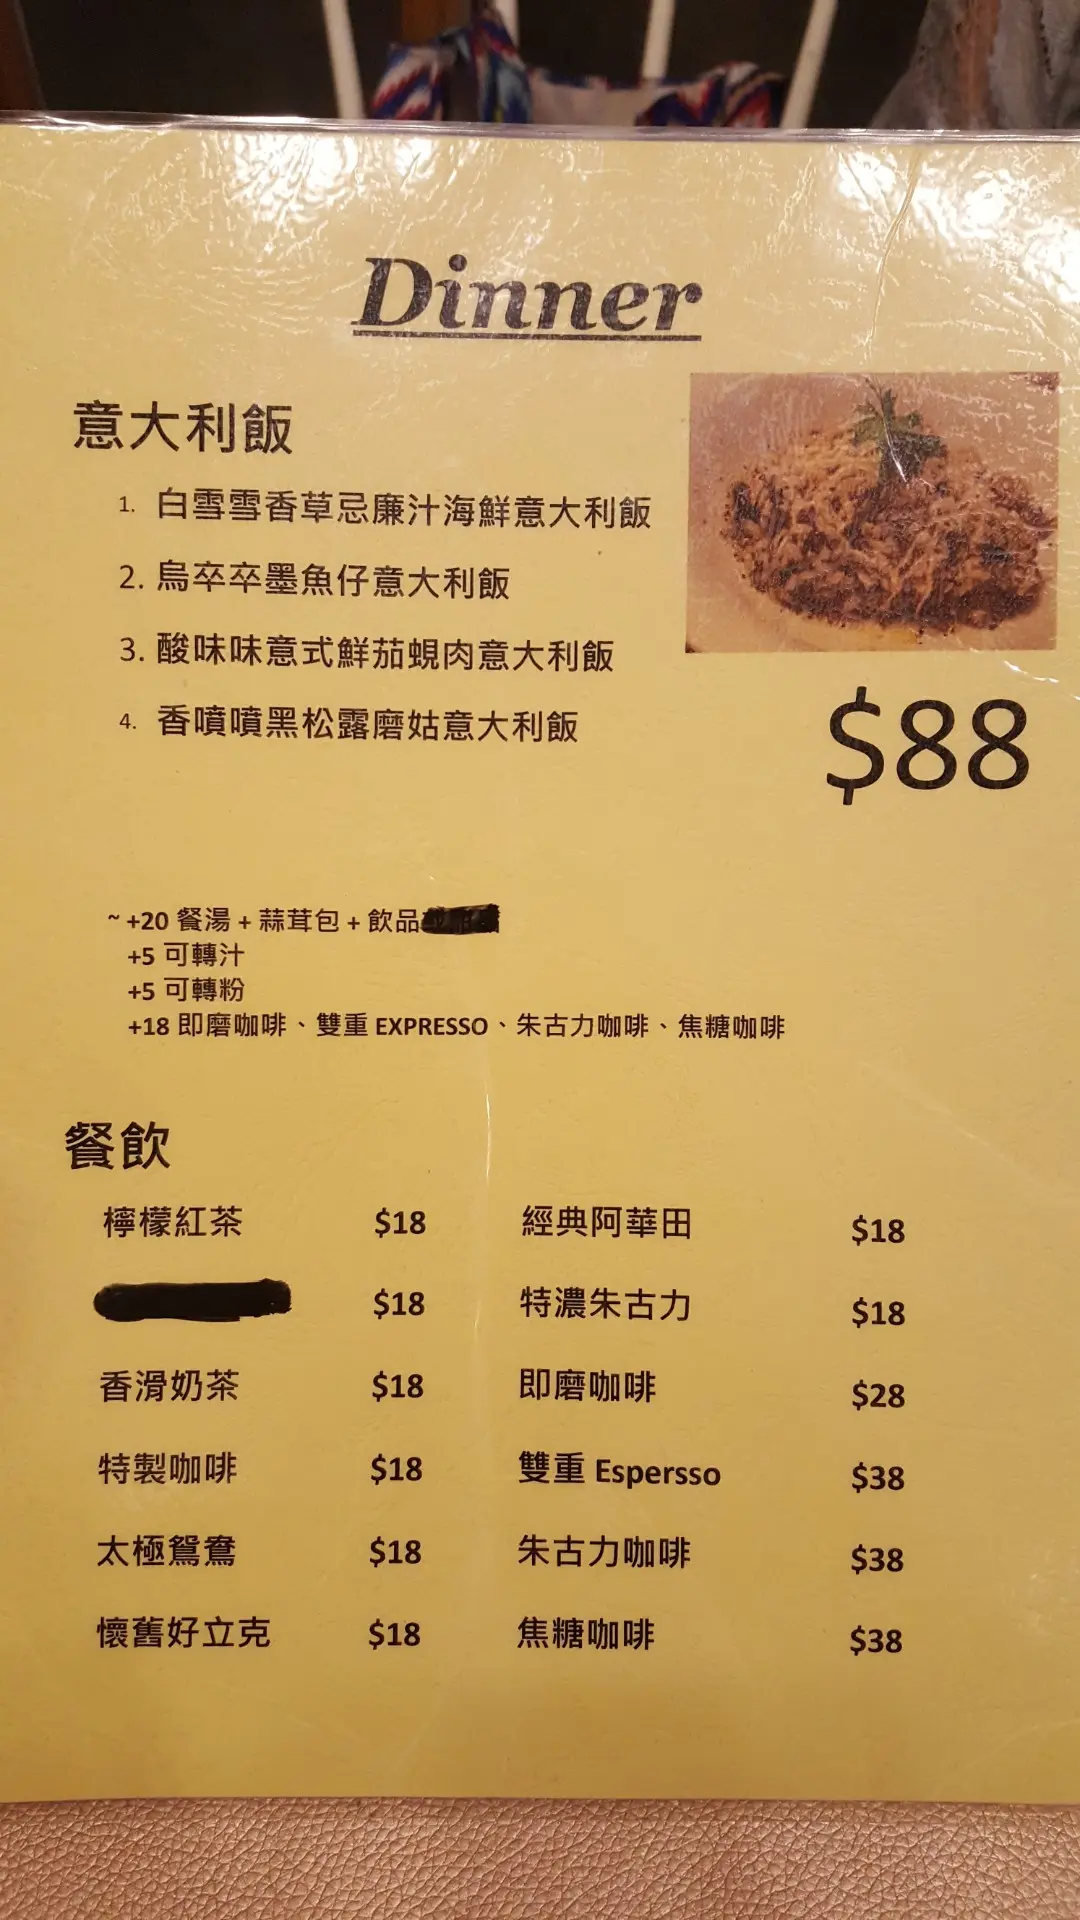 Dinner
意大利飯
1. 白雪雪香草忌廉汁海鮮意大利飯
2. 烏卒卒墨魚仔意大利飯
3. 酸味味意式鮮茄蜆肉意大利飯
4. 香噴噴黑松露磨姑意大利飯
$88
~ +20 餐湯 + 蒜茸包 + 飲品
+5 可轉汁
+5 可轉粉
+18 即磨咖啡、雙重 EXPRESSO、朱古力咖啡、焦糖咖啡
餐飲
檸檬紅茶 $18 經典阿華田 $18
$18 特濃朱古力 $18
香滑奶茶 $18 即磨咖啡 $28
特製咖啡 $18 雙重 Espersso $38
太極鴛鴦 $18 朱古力咖啡 $38
懷舊好立克 $18 焦糖咖啡 $38